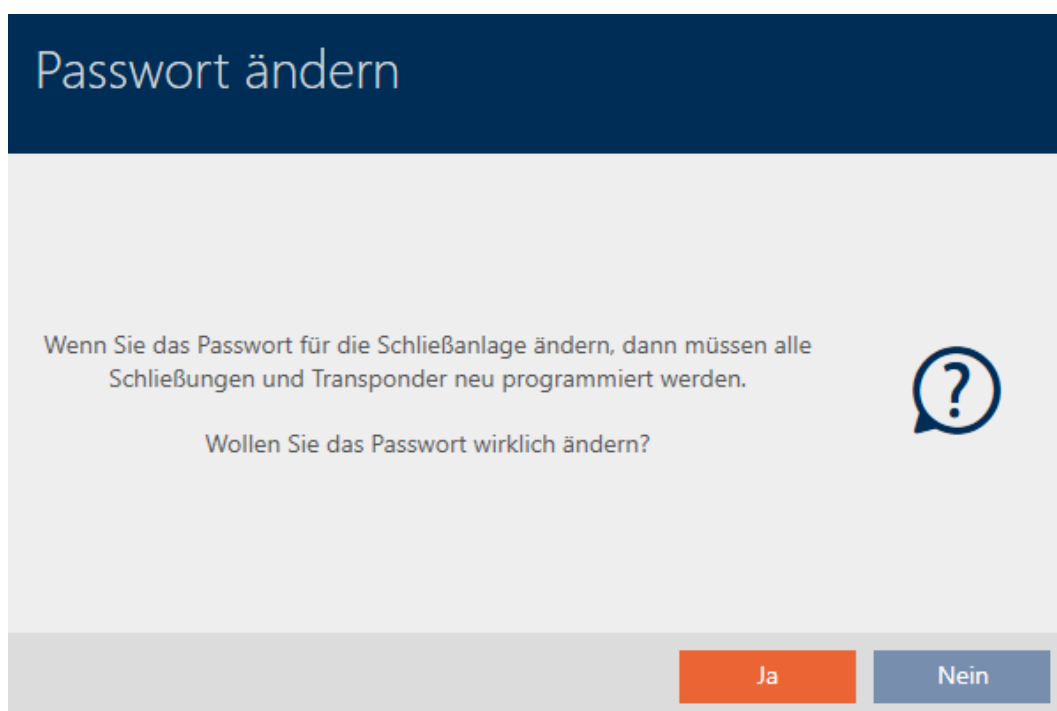 Passwort ändern
Wenn Sie das Passwort für die Schließanlage ändern, dann müssen alle
Schließungen und Transponder neu programmiert werden.
Wollen Sie das Passwort wirklich ändern?
?
Ja
Nein